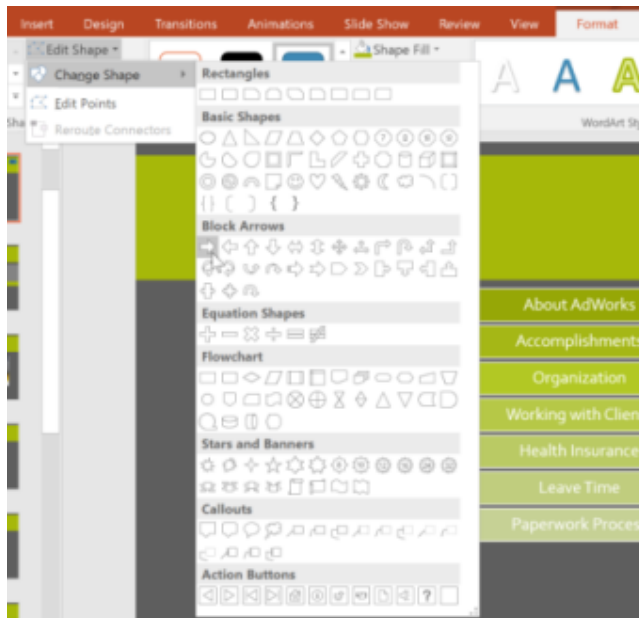 Insert Design Transitions Animations Slide Show Review View Format
Edit Shape Shape Fill
Change Shape
Edit Points
Reroute Connectors
WordArt Sty
Sha
Rectangles
Basic Shapes
Block Arrows
Equation Shapes
Flowchart
Stars and Banners
Callouts
Action Buttons
About AdWorks
Accomplishments
Organization
Working with Clien
Health Insurance
Leave Time
Paperwork Proces